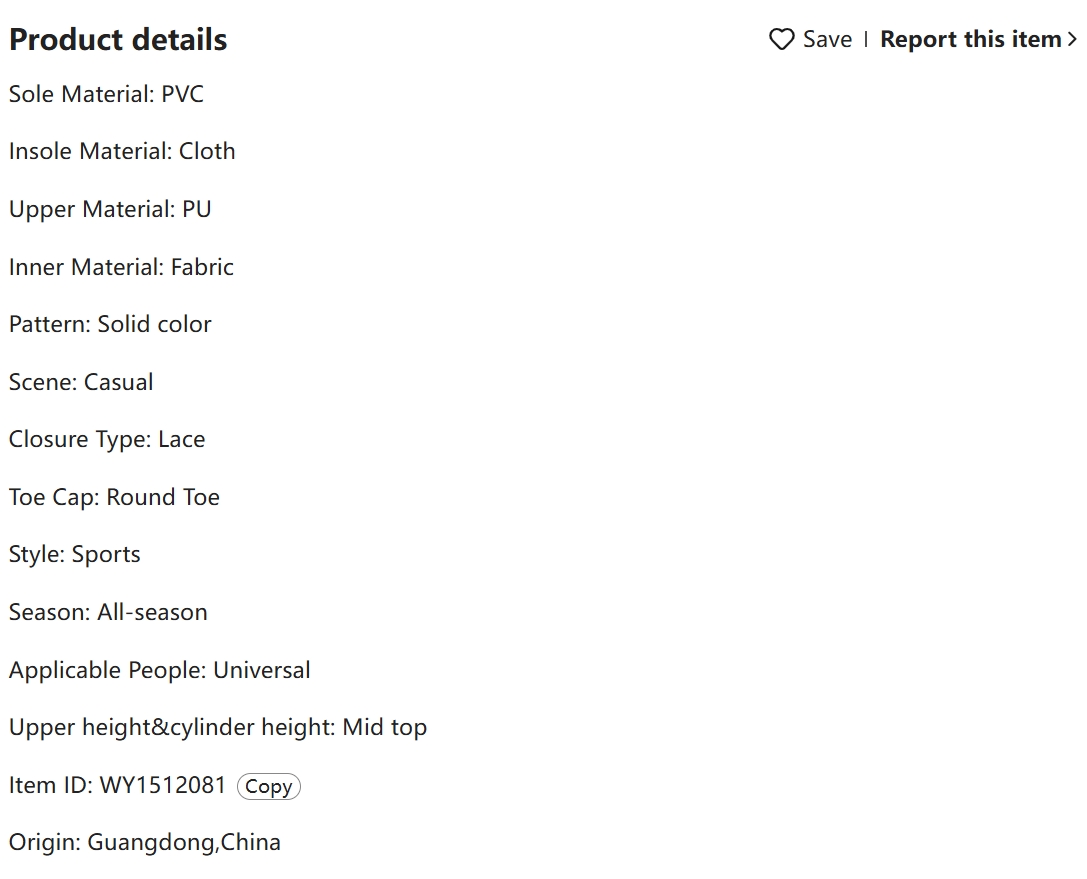 Product details
Save | Report this item >
Sole Material: PVC
Insole Material: Cloth
Upper Material: PU
Inner Material: Fabric
Pattern: Solid color
Scene: Casual
Closure Type: Lace
Toe Cap: Round Toe
Style: Sports
Season: All-season
Applicable People: Universal
Upper height&cylinder height: Mid top
Item ID: WY1512081 Copy
Origin: Guangdong,China